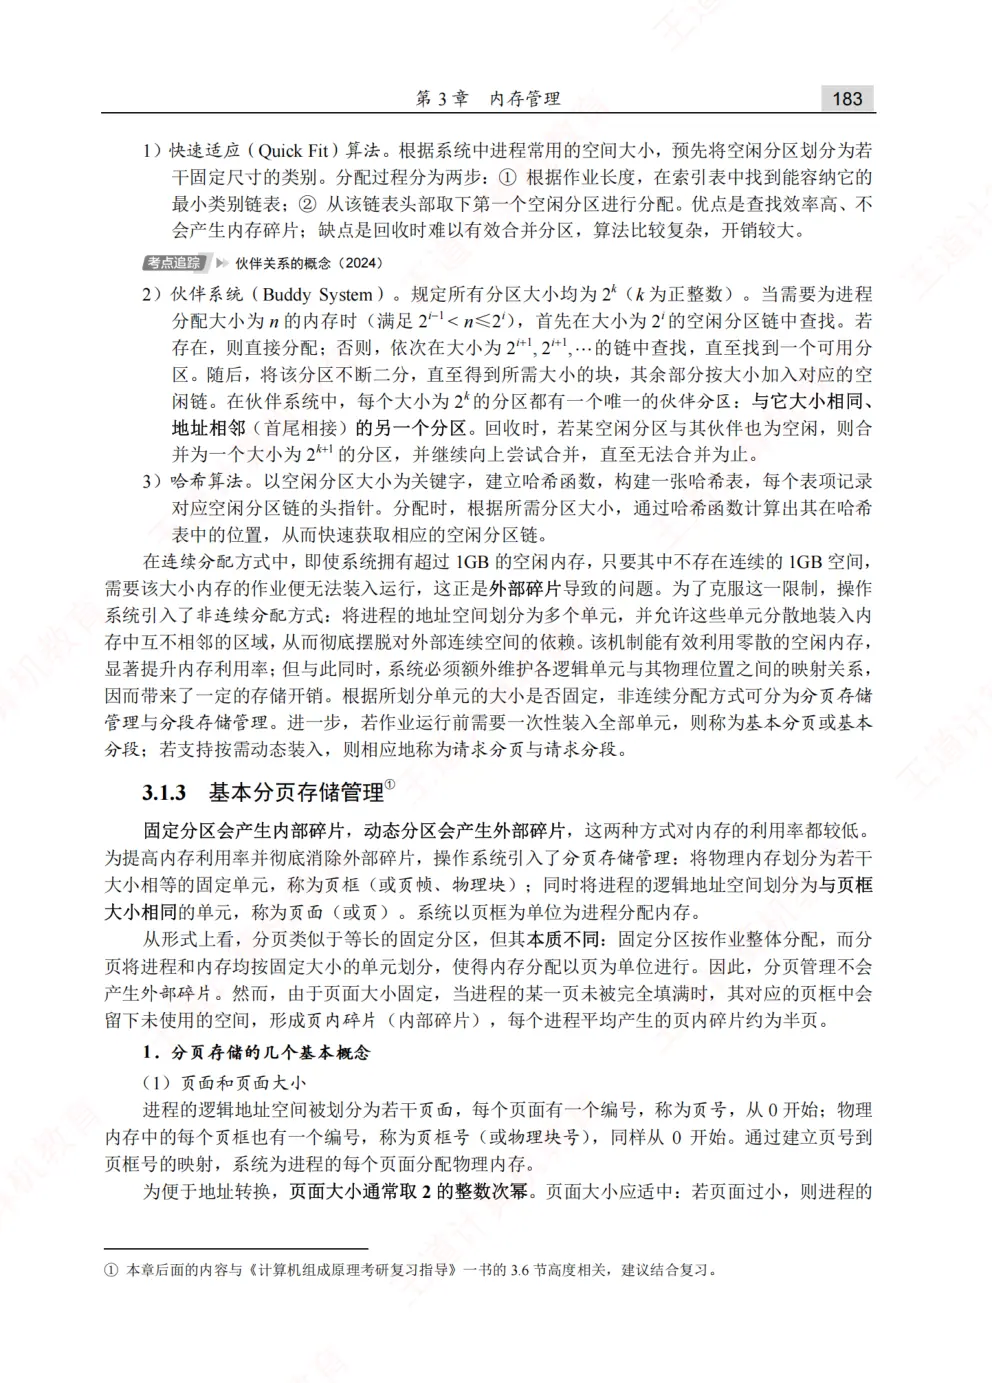 第 3 章 内存管理 183
1）快速适应（Quick Fit）算法。根据系统中进程常用的空间大小，预先将空闲分区划分为若
干固定尺寸的类别。分配过程分为两步：① 根据作业长度，在索引表中找到能容纳它的
最小类别链表；② 从该链表头部取下第一个空闲分区进行分配。优点是查找效率高、不
会产生内存碎片；缺点是回收时难以有效合并分区，算法比较复杂，开销较大。
考点追踪 伙伴关系的概念（2024）
2）伙伴系统（Buddy System）。规定所有分区大小均为 2ᵏ（k 为正整数）。当需要为进程
分配大小为 n 的内存时（满足 2ⁱ⁻¹ < n≤2ⁱ），首先在大小为 2ⁱ 的空闲分区链中查找。若
存在，则直接分配；否则，依次在大小为 2ⁱ⁺¹, 2ⁱ⁺¹,⋯的链中查找，直至找到一个可用分
区。随后，将该分区不断二分，直至得到所需大小的块，其余部分按大小加入对应的空
闲链。在伙伴系统中，每个大小为 2ᵏ 的分区都有一个唯一的伙伴分区：与它大小相同、
地址相邻（首尾相接）的另一个分区。回收时，若某空闲分区与其伙伴也为空闲，则合
并为一个大小为 2ᵏ⁺¹ 的分区，并继续向上尝试合并，直至无法合并为止。
3）哈希算法。以空闲分区大小为关键字，建立哈希函数，构建一张哈希表，每个表项记录
对应空闲分区链的头指针。分配时，根据所需分区大小，通过哈希函数计算出其在哈希
表中的位置，从而快速获取相应的空闲分区链。
在连续分配方式中，即使系统拥有超过 1GB 的空闲内存，只要其中不存在连续的 1GB 空间，
需要该大小内存的作业便无法装入运行，这正是外部碎片导致的问题。为了克服这一限制，操作
系统引入了非连续分配方式：将进程的地址空间划分为多个单元，并允许这些单元分散地装入内
存中互不相邻的区域，从而彻底摆脱对外部连续空间的依赖。该机制能有效利用零散的空闲内存，
显著提升内存利用率；但与此同时，系统必须额外维护各逻辑单元与其物理位置之间的映射关系，
因而带来了一定的存储开销。根据所划分单元的大小是否固定，非连续分配方式可分为分页存储
管理与分段存储管理。进一步，若作业运行前需要一次性装入全部单元，则称为基本分页或基本
分段；若支持按需动态装入，则相应地称为请求分页与请求分段。
3.1.3 基本分页存储管理①
固定分区会产生内部碎片，动态分区会产生外部碎片，这两种方式对内存的利用率都较低。
为提高内存利用率并彻底消除外部碎片，操作系统引入了分页存储管理：将物理内存划分为若干
大小相等的固定单元，称为页框（或页帧、物理块）；同时将进程的逻辑地址空间划分为与页框
大小相同的单元，称为页面（或页）。系统以页框为单位为进程分配内存。
从形式上看，分页类似于等长的固定分区，但其本质不同：固定分区按作业整体分配，而分
页将进程和内存均按固定大小的单元划分，使得内存分配以页为单位进行。因此，分页管理不会
产生外部碎片。然而，由于页面大小固定，当进程的某一页未被完全填满时，其对应的页框中会
留下未使用的空间，形成页内碎片（内部碎片），每个进程平均产生的页内碎片约为半页。
1．分页存储的几个基本概念
（1）页面和页面大小
进程的逻辑地址空间被划分为若干页面，每个页面有一个编号，称为页号，从 0 开始；物理
内存中的每个页框也有一个编号，称为页框号（或物理块号），同样从 0 开始。通过建立页号到
页框号的映射，系统为进程的每个页面分配物理内存。
为便于地址转换，页面大小通常取 2 的整数次幂。页面大小应适中：若页面过小，则进程的
① 本章后面的内容与《计算机组成原理考研复习指导》一书的 3.6 节高度相关，建议结合复习。